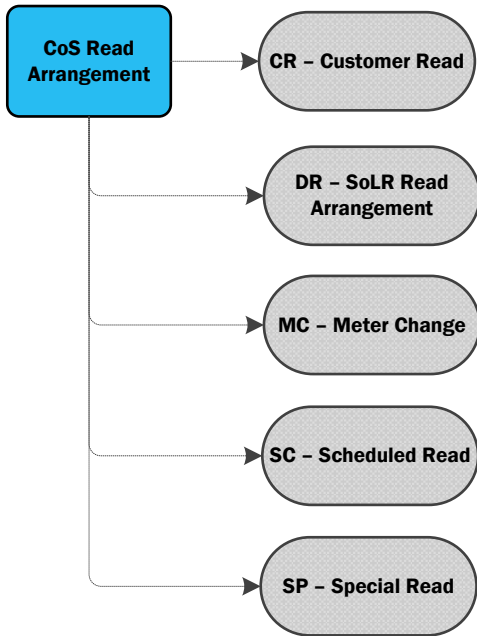 CoS Read
Arrangement
CR – Customer Read
DR – SoLR Read
Arrangement
MC – Meter Change
SC – Scheduled Read
SP – Special Read